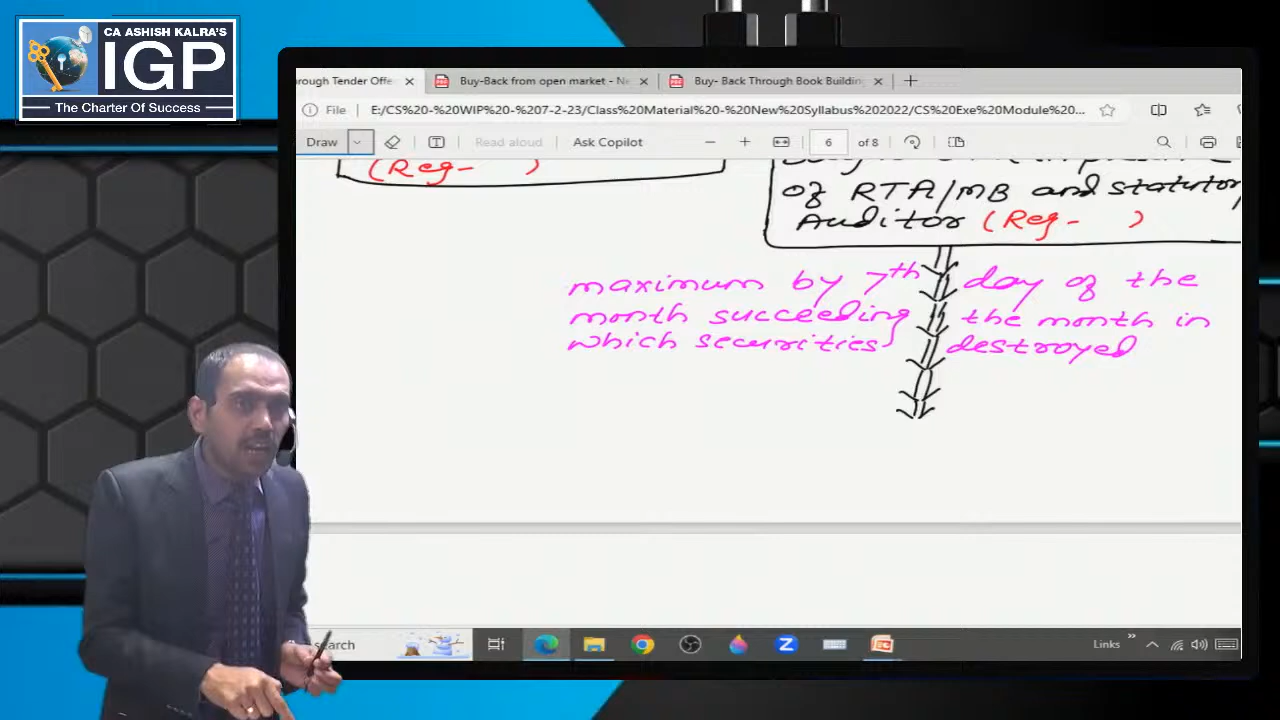 CA ASHISH KALRA'S
IGP
- The Charter Of Success -
hrough Tender Offe
Buy-Back from open market - Ne
Buy- Back Through Book Building
File
E:/CS%20-%20WIP%20-%207-2-23/Class%20Material%20-%20New%20Syllabus%202022/CS%20Exe%20Module%20...
Draw
Read aloud
Ask Copilot
6 of 8
(Reg- )
of RTA/MB and statutory
Auditor (Reg- )
maximum by 7th day of the
month succeeding the month in
which securities destroyed
search
Links